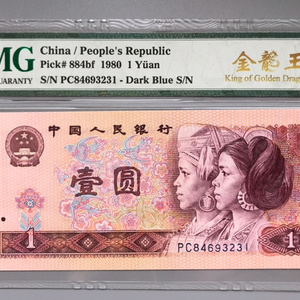 MG
GUARANTY
China / People's Republic
Pick# 884bf 1980 1 Yüan
S/N PC84693231 - Dark Blue S/N
金龍王
King of Golden Drag
中国人民银行
壹圆
1
PC84693231
1